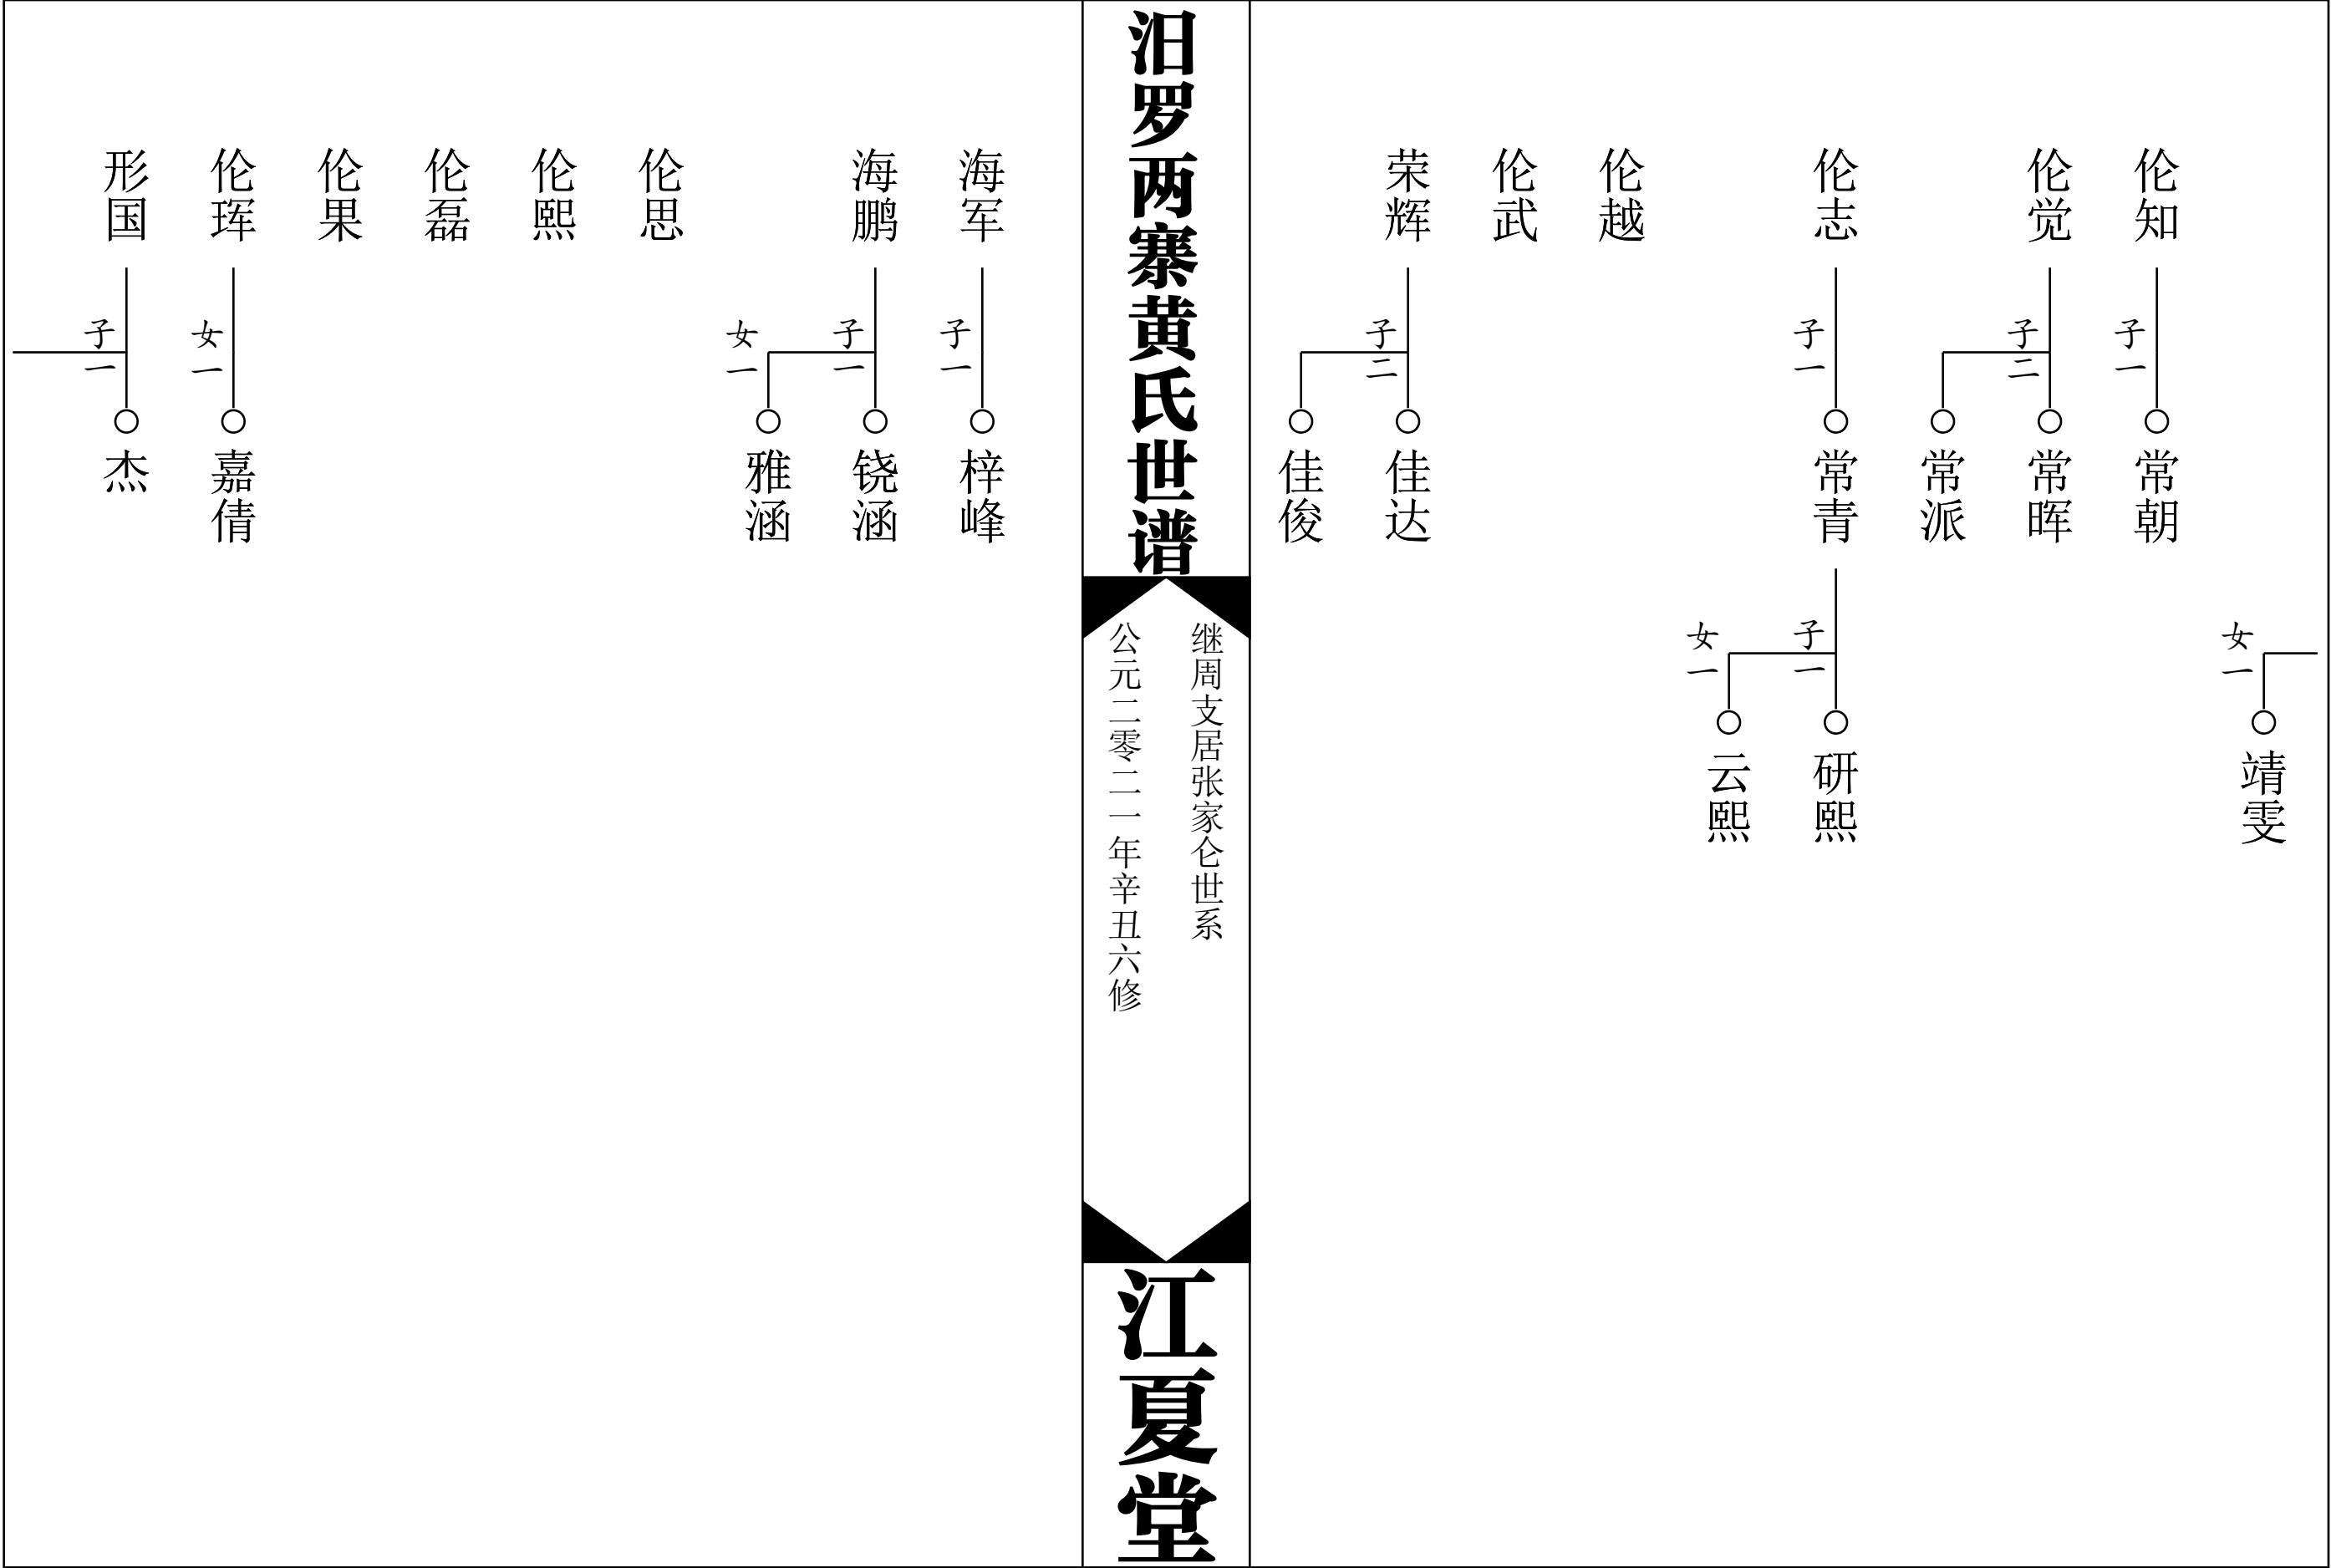 伦知
伦觉
伦志
伦越
伦武
荣辉
子一
子二
子一
子二
常朝
常晖
常派
常青
佳达
佳俊
女一
子一
女一
靖雯
研熙
云熙
汨罗两寨黄氏世谱
继周支居张家仑世系
公元二零二一年辛丑六修
江夏堂
海军
海鹏
伦思
伦熙
伦磊
伦果
伦琒
形国
子一
子一
女一
女一
子一
梓峰
铙涵
雅涵
嘉倩
杰